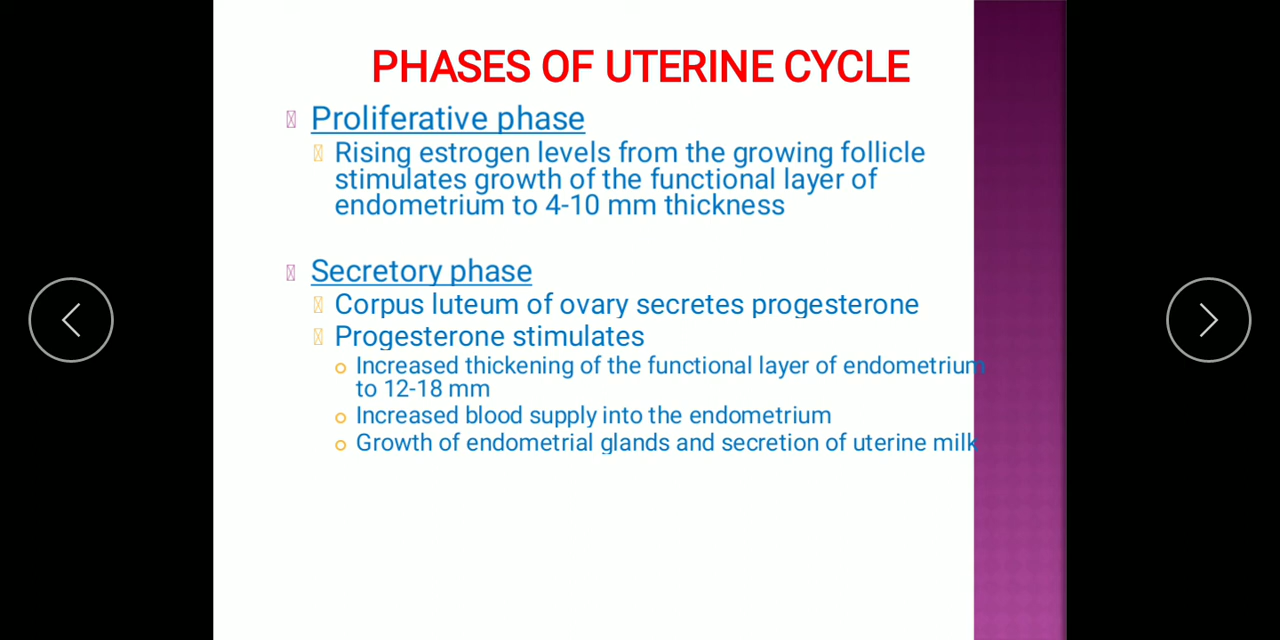 PHASES OF UTERINE CYCLE
Proliferative phase
Rising estrogen levels from the growing follicle
stimulates growth of the functional layer of
endometrium to 4-10 mm thickness
Secretory phase
Corpus luteum of ovary secretes progesterone
Progesterone stimulates
Increased thickening of the functional layer of endometrium
to 12-18 mm
Increased blood supply into the endometrium
Growth of endometrial glands and secretion of uterine milk